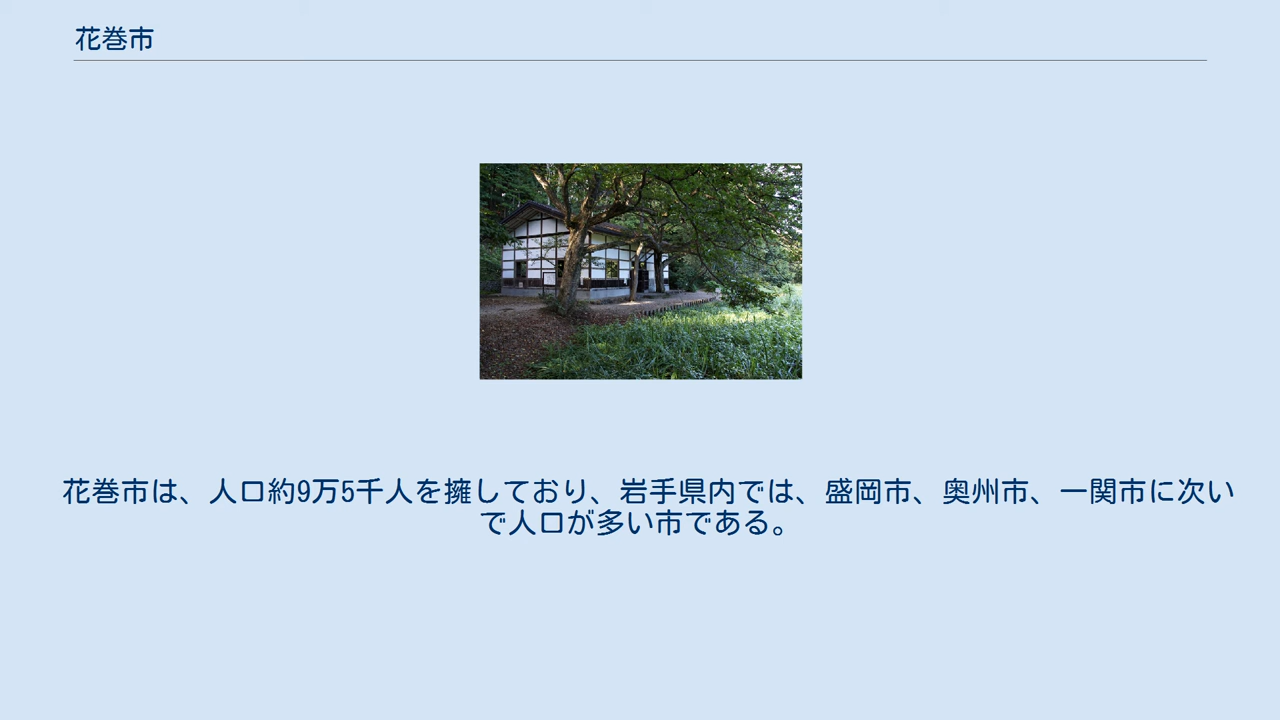 花巻市
花巻市は、人口約9万5千人を擁しており、岩手県内では、盛岡市、奥州市、一関市に次い
で人口が多い市である。